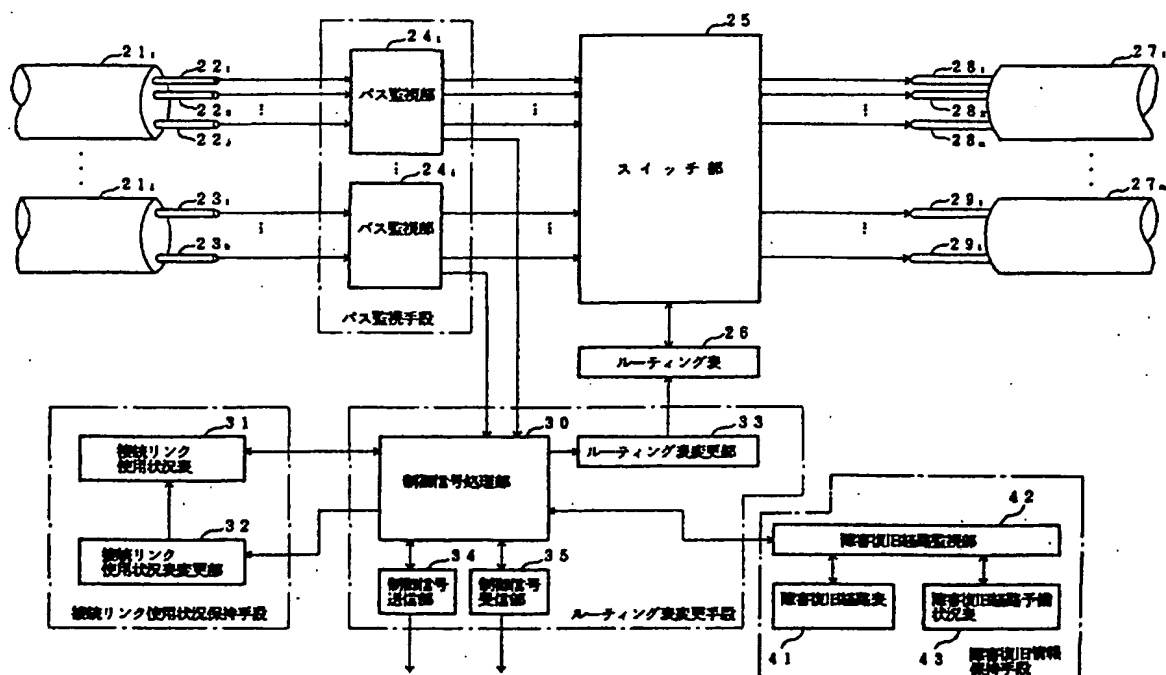 21₁
22₁
22₂
22ⱼ
24₁
パス監視部
25
スイッチ部
28₁
28₂
28ₘ
27₁
21ᵢ
23₁
23ₖ
24ᵢ
パス監視部
29₁
27ₙ
パス監視手段
26
ルーティング表
31
接続リンク
使用状況表
32
接続リンク
使用状況表変更部
接続リンク使用状況保持手段
30
制御信号処理部
33
ルーティング表変更部
34
制御信号
送信部
35
制御信号
受信部
ルーティング表変更手段
42
障害復旧経路監視部
障害復旧経路表
41
障害復旧経路予備
状況表
43
障害復旧情報
保持手段